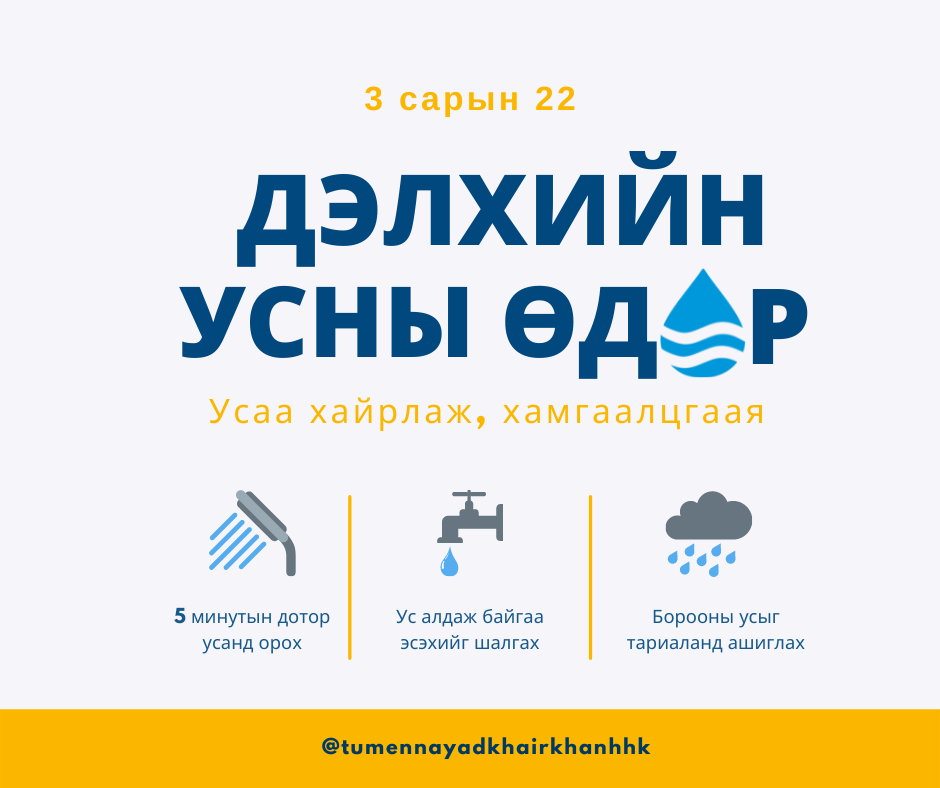 3 сарын 22
ДЭЛХИЙН
УСНЫ ӨДӨР
Усаа хайрлаж, хамгаалцгаая
5 минутын дотор
усанд орох
Ус алдаж байгаа
эсэхийг шалгах
Борооны усыг
тариаланд ашиглах
@tumennayadkhairkhanhhk